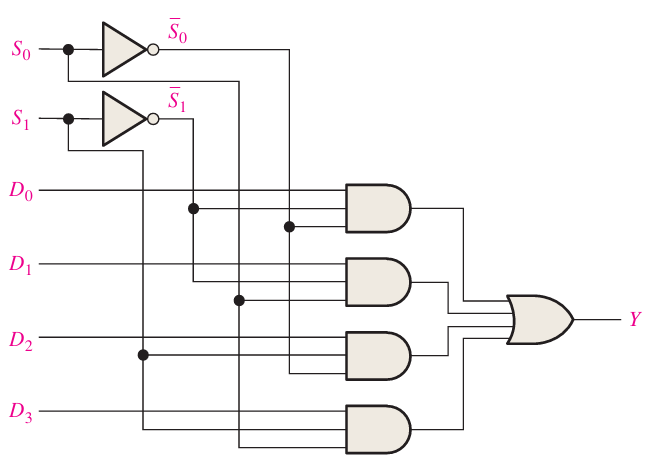 S̄₀
S₀
S̄₁
S₁
D₀
D₁
D₂
Y
D₃